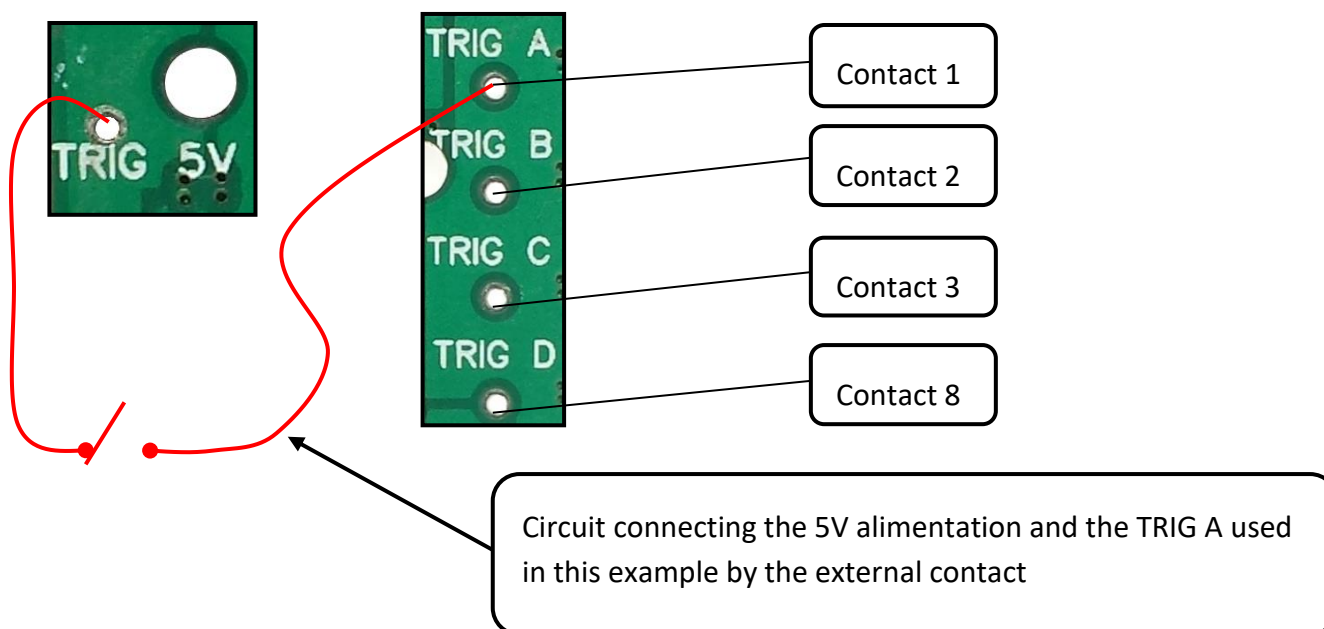 TRIG 5V
TRIG A
TRIG B
TRIG C
TRIG D
Contact 1
Contact 2
Contact 3
Contact 8
Circuit connecting the 5V alimentation and the TRIG A used
in this example by the external contact